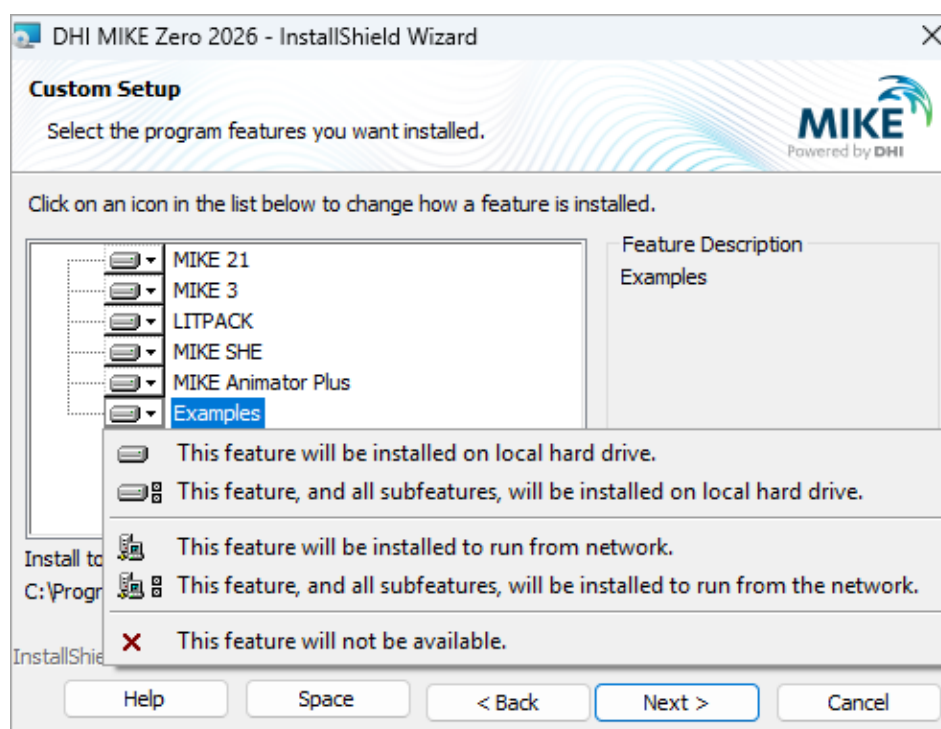 DHI MIKE Zero 2026 - InstallShield Wizard
Custom Setup
Select the program features you want installed.
MIKE
Powered by DHI
Click on an icon in the list below to change how a feature is installed.
MIKE 21
MIKE 3
LITPACK
MIKE SHE
MIKE Animator Plus
Examples
Feature Description
Examples
This feature will be installed on local hard drive.
This feature, and all subfeatures, will be installed on local hard drive.
This feature will be installed to run from network.
This feature, and all subfeatures, will be installed to run from the network.
This feature will not be available.
Install to
C:\Progr
InstallShie
Help
Space
< Back
Next >
Cancel